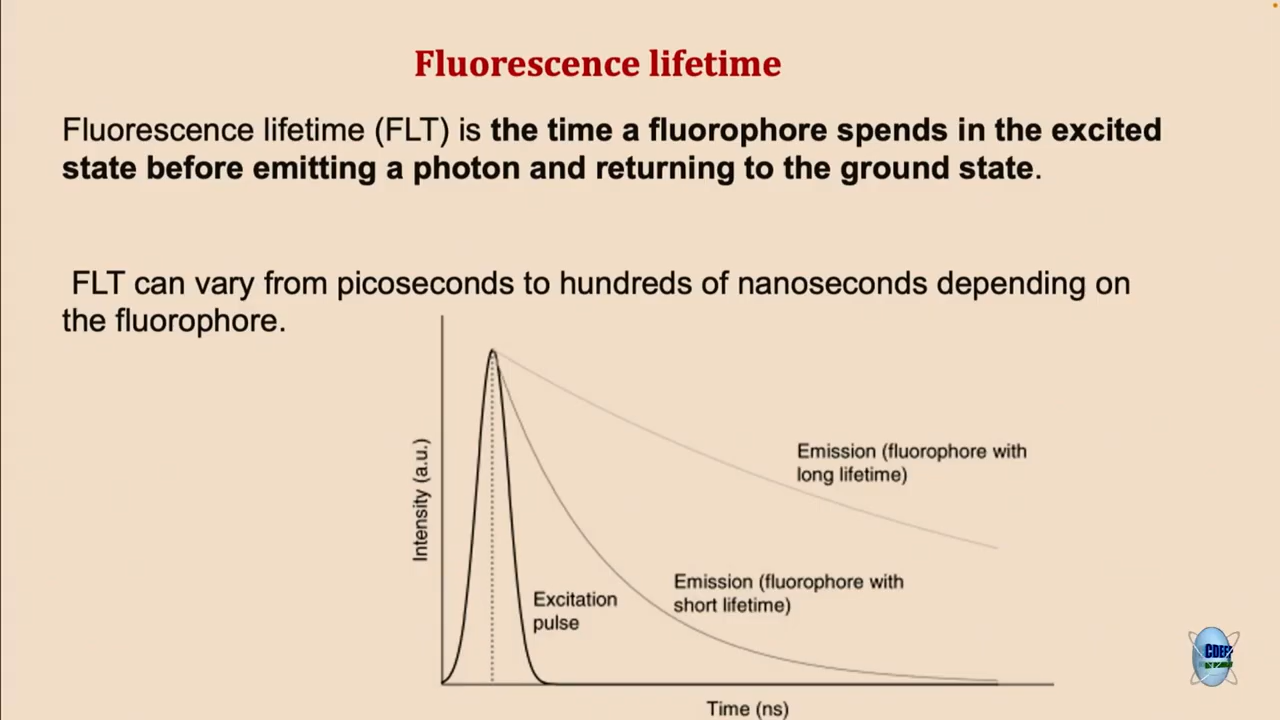 Fluorescence lifetime
Fluorescence lifetime (FLT) is the time a fluorophore spends in the excited
state before emitting a photon and returning to the ground state.
FLT can vary from picoseconds to hundreds of nanoseconds depending on
the fluorophore.
Intensity (a.u.)
Emission (fluorophore with
long lifetime)
Emission (fluorophore with
short lifetime)
Excitation
pulse
Time (ns)